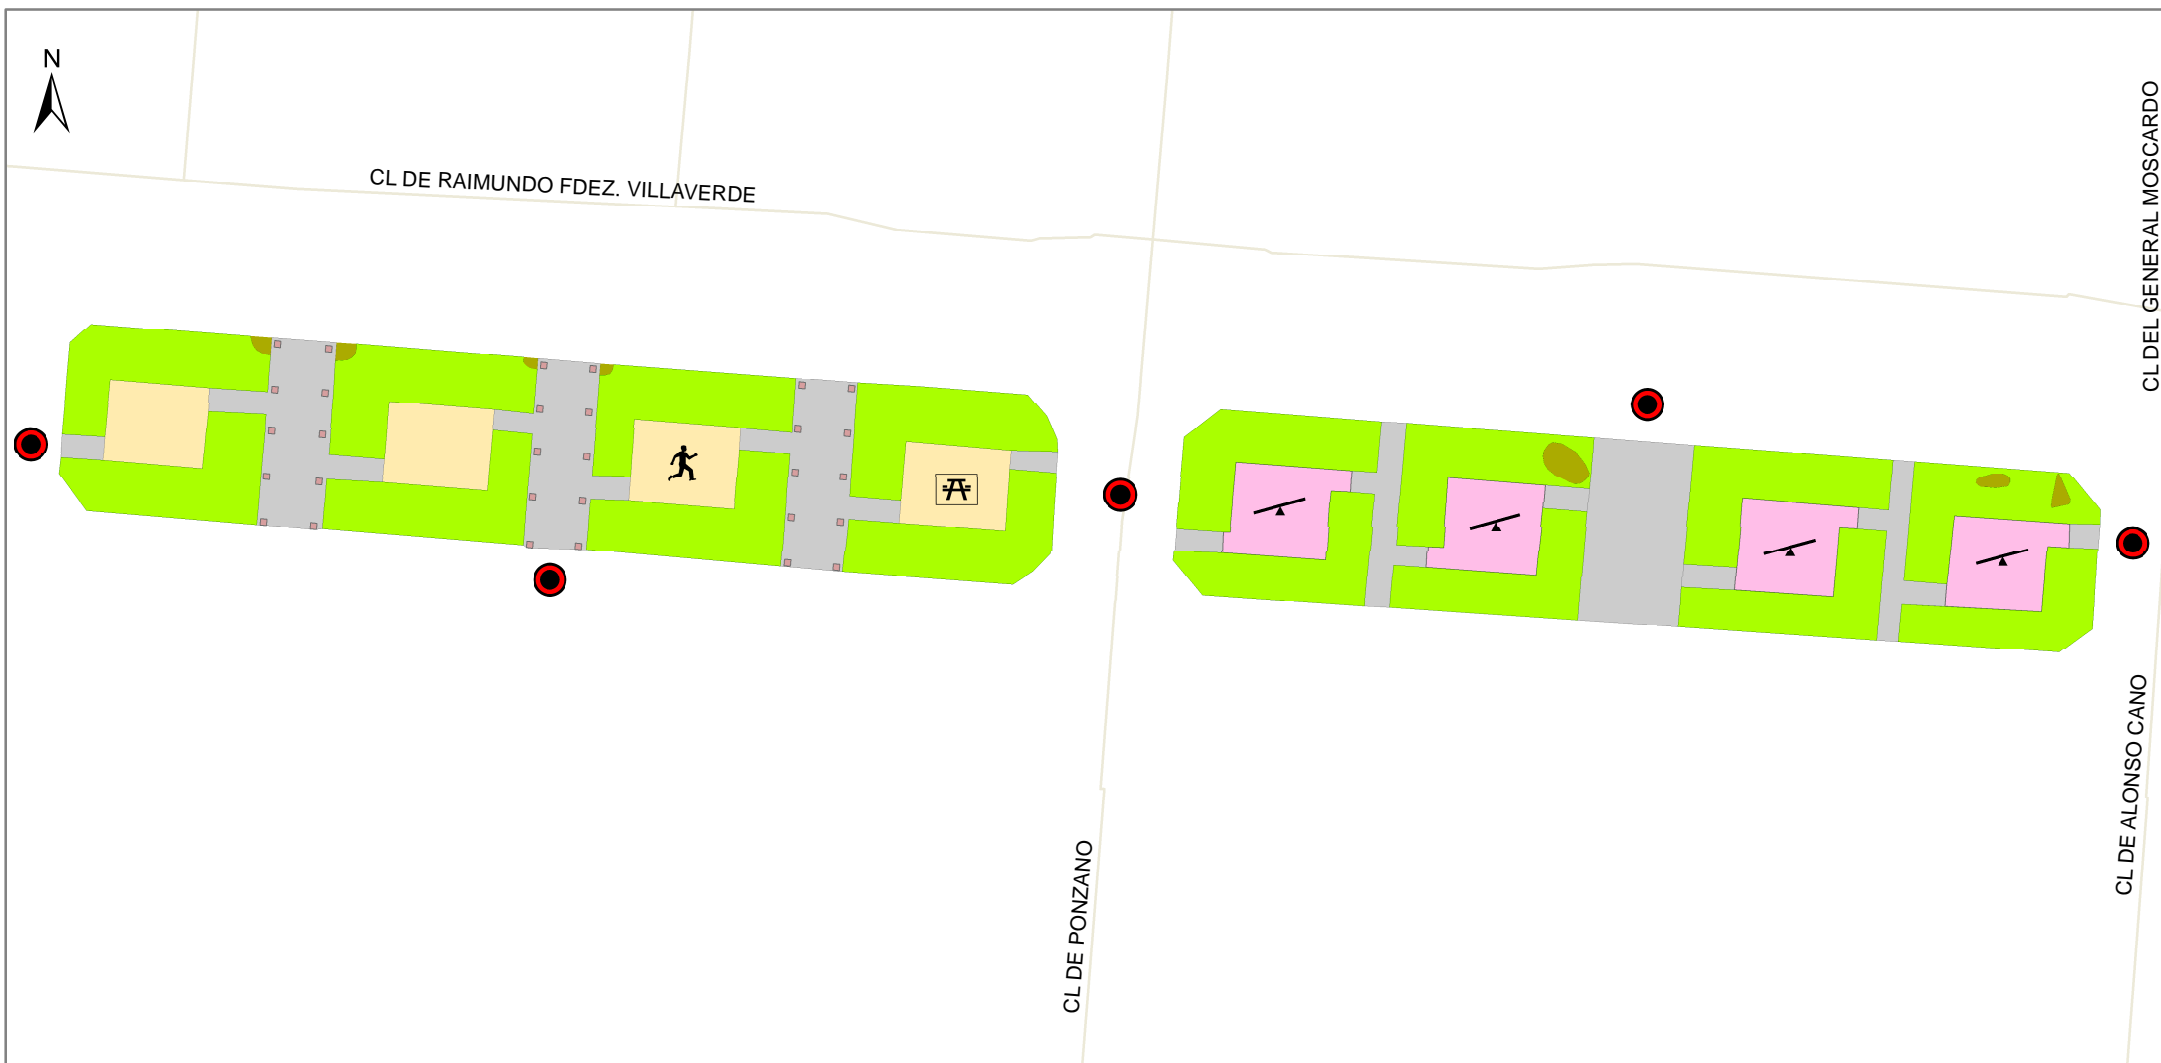 N
CL DE RAIMUNDO FDEZ. VILLAVERDE
CL DEL GENERAL MOSCARDO
CL DE PONZANO
CL DE ALONSO CANO